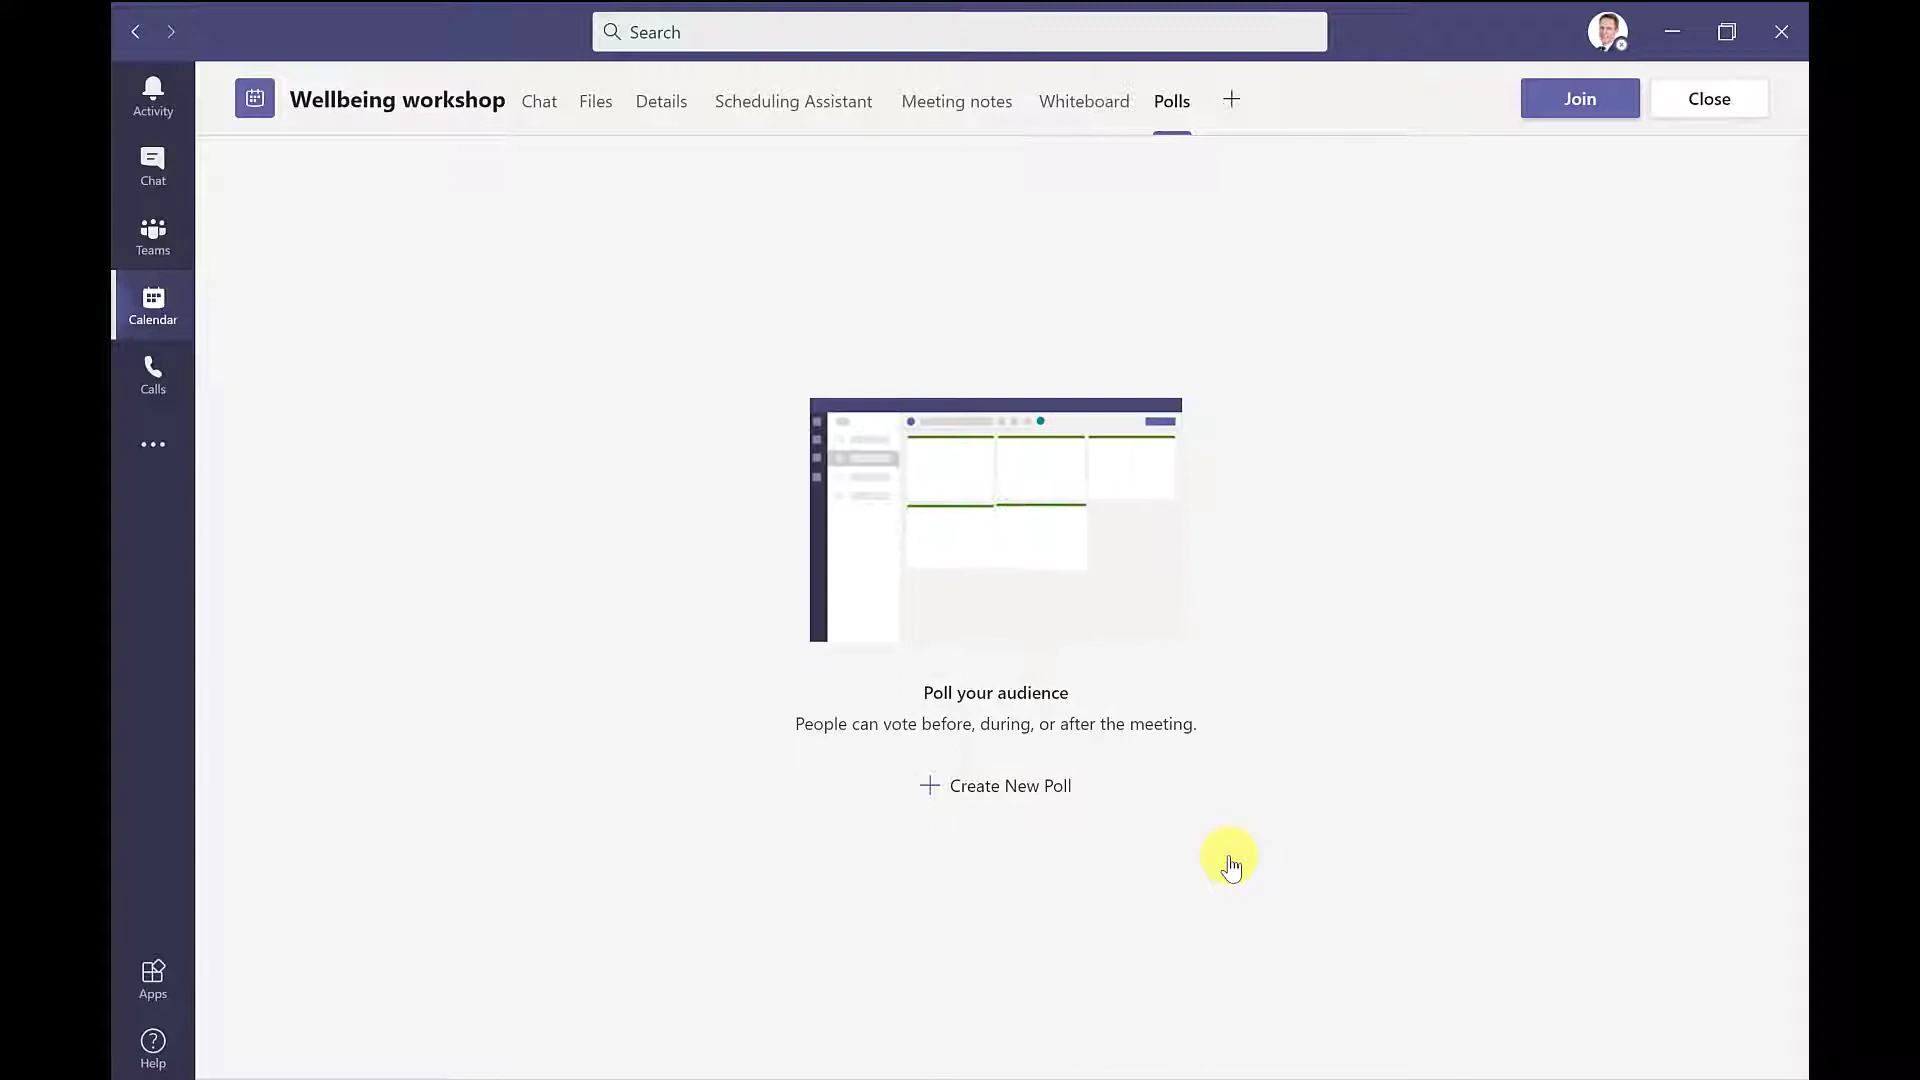 Search
Activity
Chat
Teams
Calendar
Calls
Apps
Help
Wellbeing workshop
Chat
Files
Details
Scheduling Assistant
Meeting notes
Whiteboard
Polls
Join
Close
Poll your audience
People can vote before, during, or after the meeting.
Create New Poll